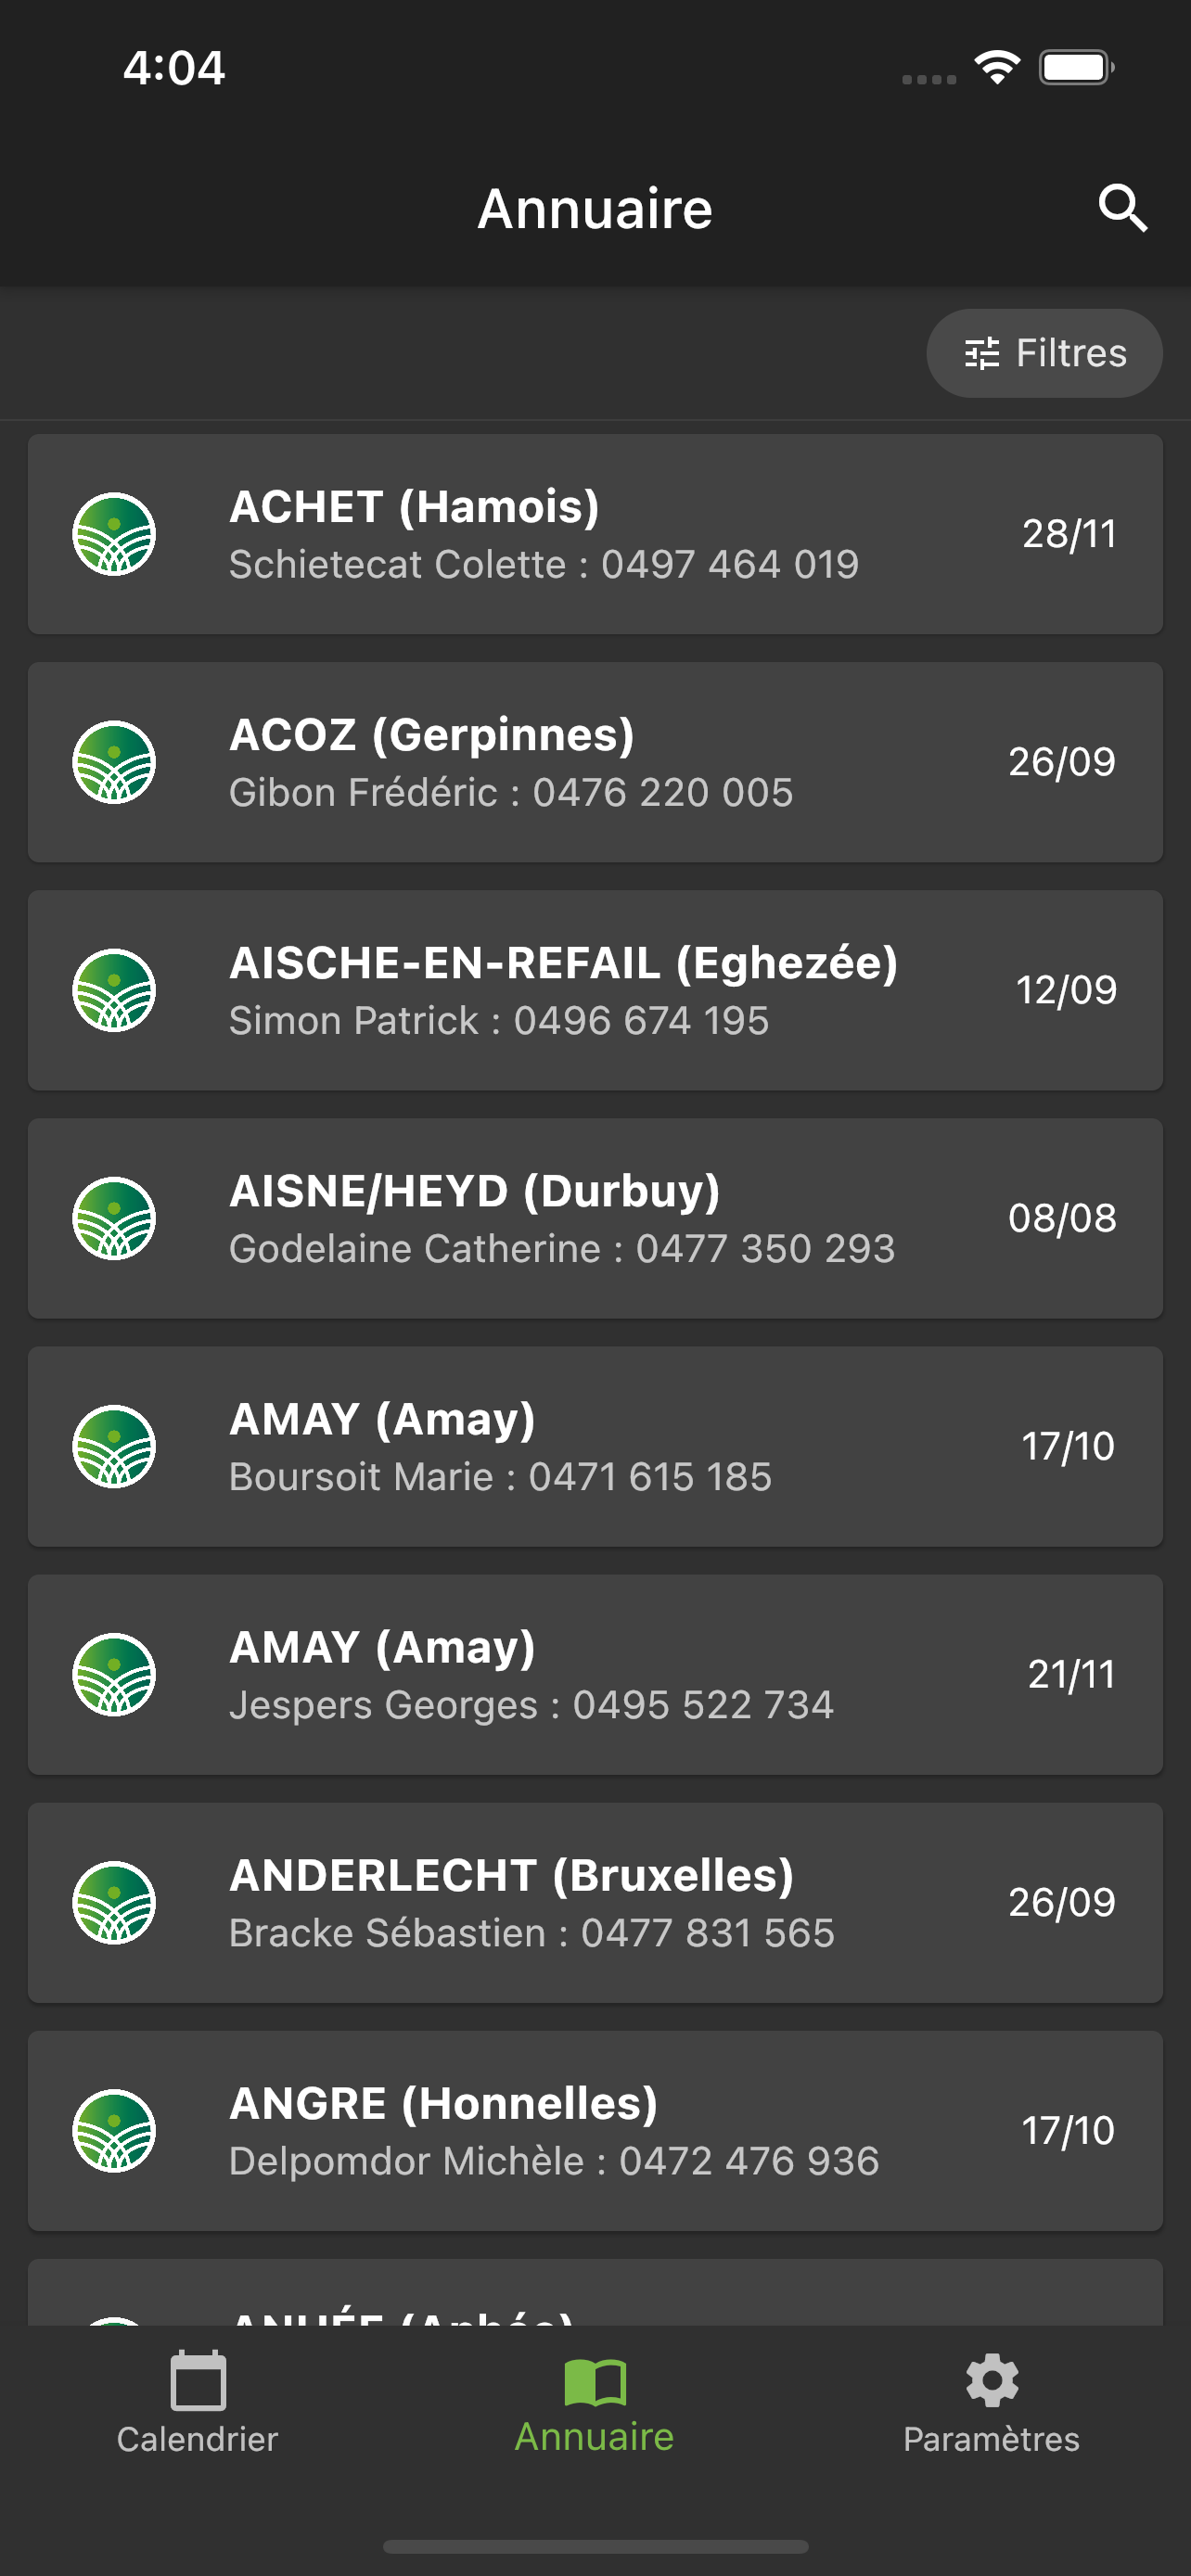 4:04
Annuaire
Filtres
ACHET (Hamois)
Schietecat Colette : 0497 464 019
28/11
ACOZ (Gerpinnes)
Gibon Frédéric : 0476 220 005
26/09
AISCHE-EN-REFAIL (Eghezée)
Simon Patrick : 0496 674 195
12/09
AISNE/HEYD (Durbuy)
Godelaine Catherine : 0477 350 293
08/08
AMAY (Amay)
Boursoit Marie : 0471 615 185
17/10
AMAY (Amay)
Jespers Georges : 0495 522 734
21/11
ANDERLECHT (Bruxelles)
Bracke Sébastien : 0477 831 565
26/09
ANGRE (Honnelles)
Delpomdor Michèle : 0472 476 936
17/10
ANHÉE (Anhée)
Calendrier
Annuaire
Paramètres